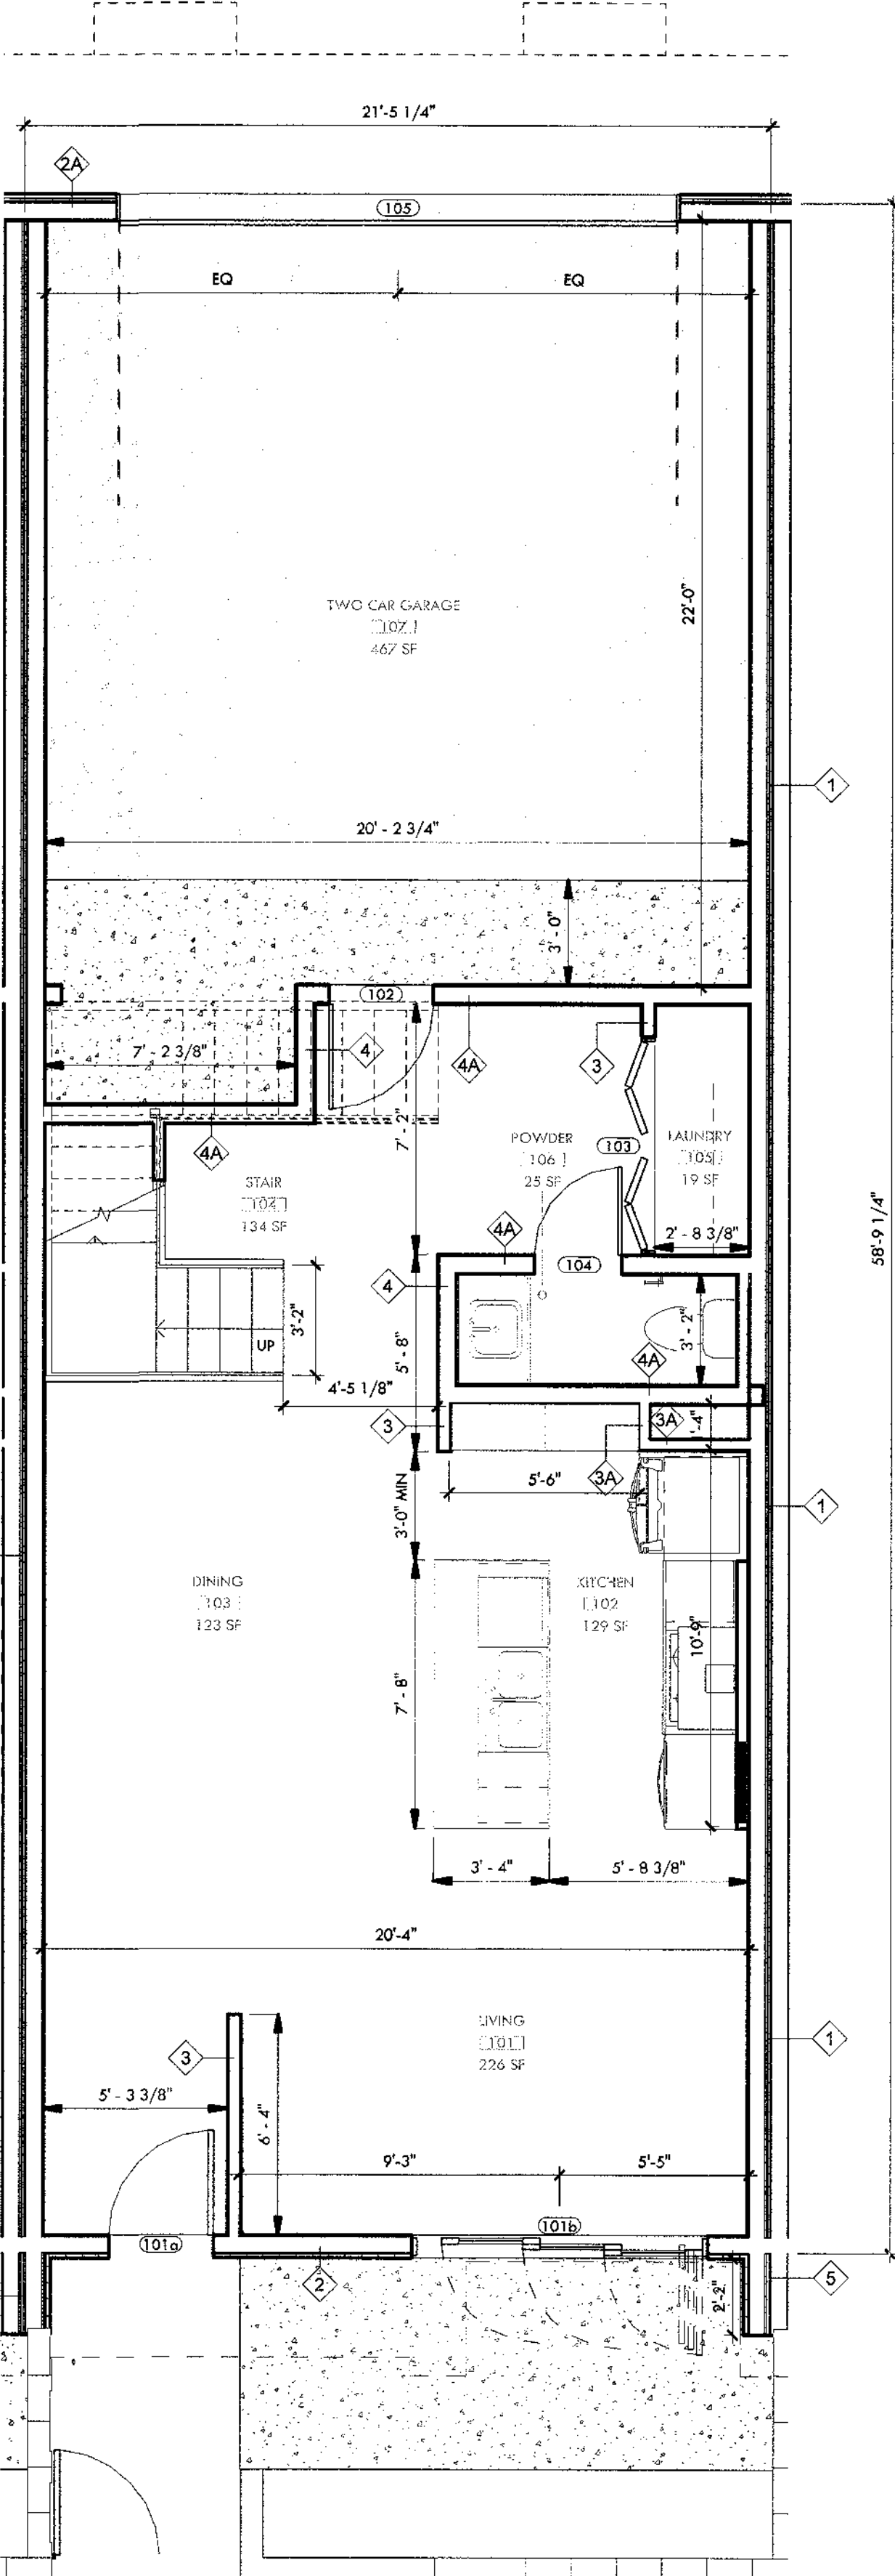 21'-5 1/4"
2A
105
EQ
EQ
TWO CAR GARAGE
107
467 SF
22'-0"
1
20' - 2 3/4"
3' - 0"
102
7' - 2 3/8"
4
4A
3
7' - 2"
POWDER
106
25 SF
103
LAUNDRY
105
19 SF
4A
STAIR
104
134 SF
58'-9 1/4"
4A
2' - 8 3/8"
104
4
3'-2"
UP
5' - 8"
3' - 2"
4A
4'-5 1/8"
3
3A
1'-4"
5'-6"
3A
3'-0" MIN
1
DINING
103
123 SF
KITCHEN
102
129 SF
10'-9"
7' - 8"
3' - 4"
5' - 8 3/8"
20'-4"
LIVING
101
226 SF
3
1
5' - 3 3/8"
6' - 4"
9'-3"
5'-5"
101a
101b
2
5
2'-2"